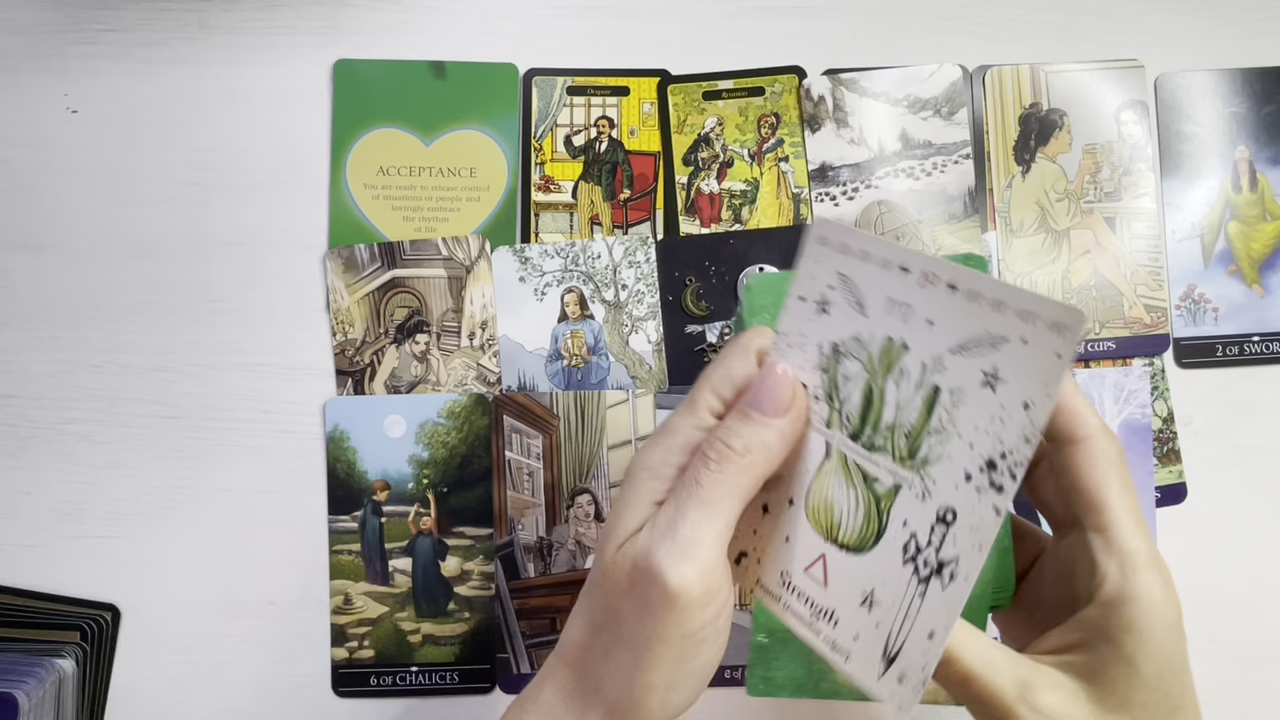 Despair
Reunion
ACCEPTANCE
You are ready to release control
of situations or people and
lovingly embrace
the rhythm
of life
of CUPS
2 OF SWOR
Strength
6 OF CHALICES